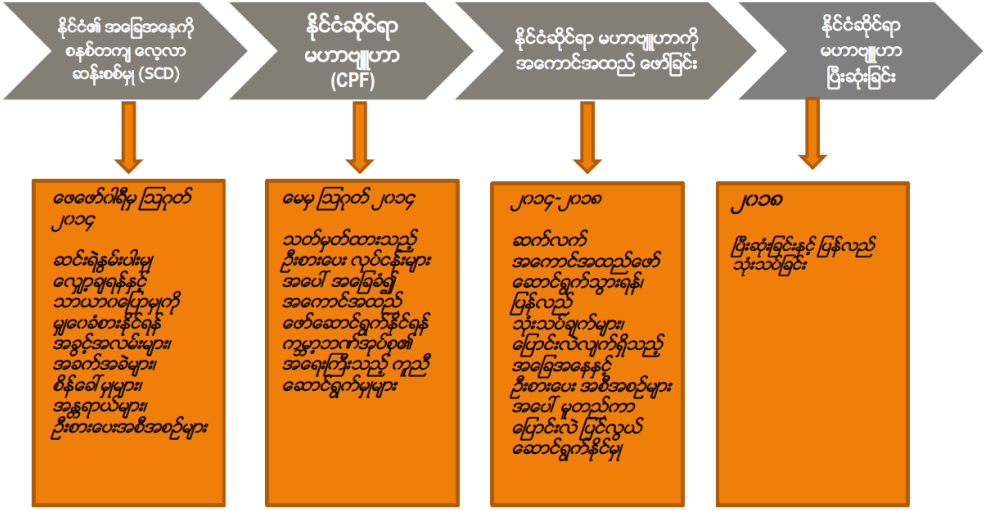 နိုင်ငံ၏ အခြေအနေကို
စနစ်တကျ လေ့လာ
ဆန်းစစ်မှု (SCD)
နိုင်ငံဆိုင်ရာ
မဟာဗျူဟာ
(CPF)
နိုင်ငံဆိုင်ရာ မဟာဗျူဟာကို
အကောင်အထည် ဖော်ခြင်း
နိုင်ငံဆိုင်ရာ
မဟာဗျူဟာ
ပြီးဆုံးခြင်း
ဖေဖော်ဝါရီမှ ဩဂုတ်
၂၀၁၄
ဆင်းရဲနွမ်းပါးမှု
လျှော့ချရန်နှင့်
သာယာဝပြောမှုကို
မျှဝေခံစားနိုင်ရန်
အခွင့်အလမ်းများ၊
အခက်အခဲများ၊
စိန်ခေါ်မှုများ၊
အန္တရာယ်များ၊
ဦးစားပေးအစီအစဉ်များ
မေမှ ဩဂုတ် ၂၀၁၄
သတ်မှတ်ထားသည့်
ဦးစားပေး လုပ်ငန်းများ
အပေါ် အခြေခံ၍
အကောင်အထည်
ဖော်ဆောင်ရွက်နိုင်ရန်
ကမ္ဘာ့ဘဏ်အုပ်စု၏
အရေးကြီးသည့် ကူညီ
ဆောင်ရွက်မှုများ
၂၀၁၄-၂၀၁၈
ဆက်လက်
အကောင်အထည်ဖော်
ဆောင်ရွက်သွားရန်၊
ပြန်လည်
သုံးသပ်ချက်များ၊
ပြောင်းလဲလျက်ရှိသည့်
အခြေအနေနှင့်
ဦးစားပေး အစီအစဉ်များ
အပေါ် မူတည်ကာ
ပြောင်းလဲ ပြင်လွယ်
ဆောင်ရွက်နိုင်မှု
၂၀၁၈
ပြီးဆုံးခြင်းနှင့် ပြန်လည်
သုံးသပ်ခြင်း